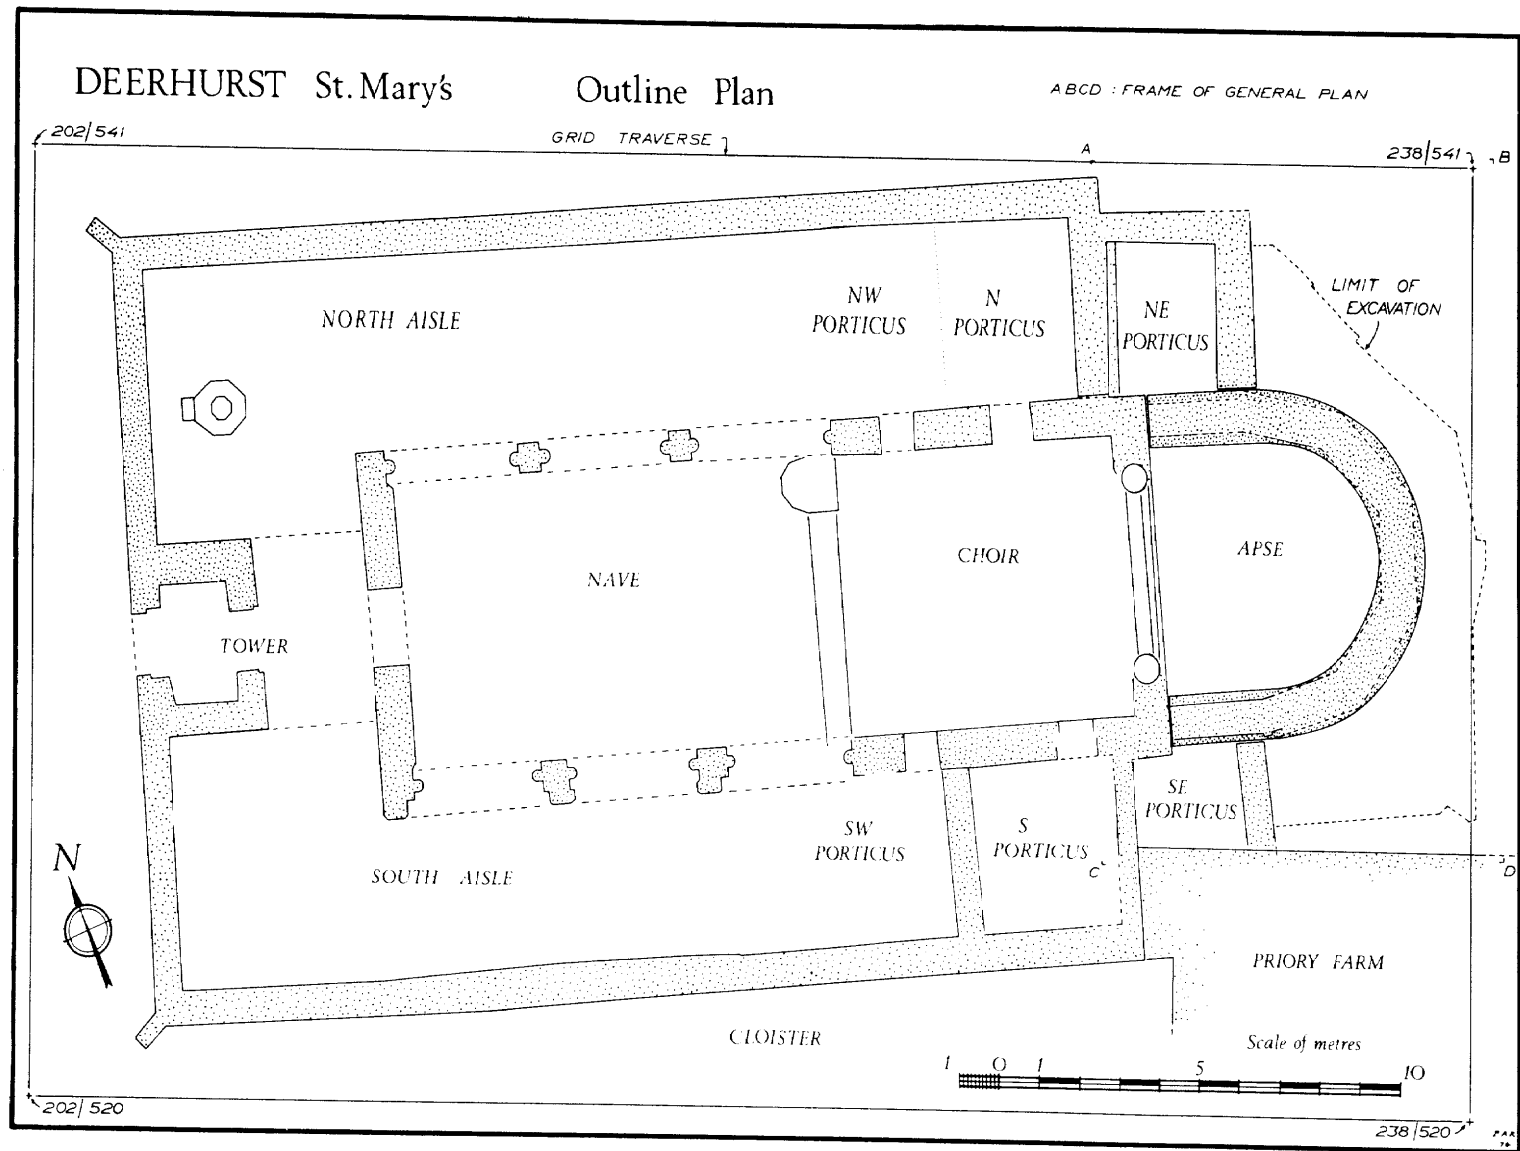 DEERHURST St. Mary's Outline Plan
ABCD : FRAME OF GENERAL PLAN
202/541
GRID TRAVERSE
A
238/541
B
LIMIT OF
EXCAVATION
NORTH AISLE
NW
PORTICUS
N
PORTICUS
NE
PORTICUS
NAVE
CHOIR
APSE
TOWER
SE
PORTICUS
SW
PORTICUS
S
PORTICUS
C
SOUTH AISLE
N
D
PRIORY FARM
CLOISTER
Scale of metres
1 0 1 5 10
202/520
238/520